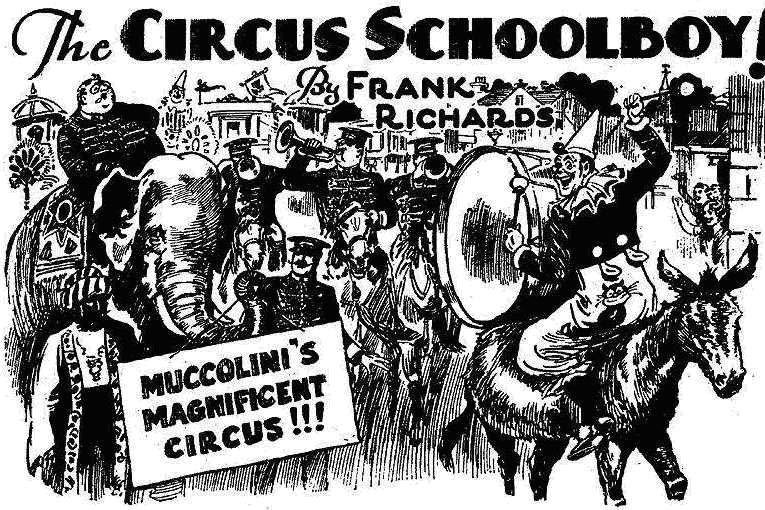 The CIRCUS SCHOOLBOY!
By FRANK
RICHARDS.
MUCCOLINI'S
MAGNIFICENT
CIRCUS!!!